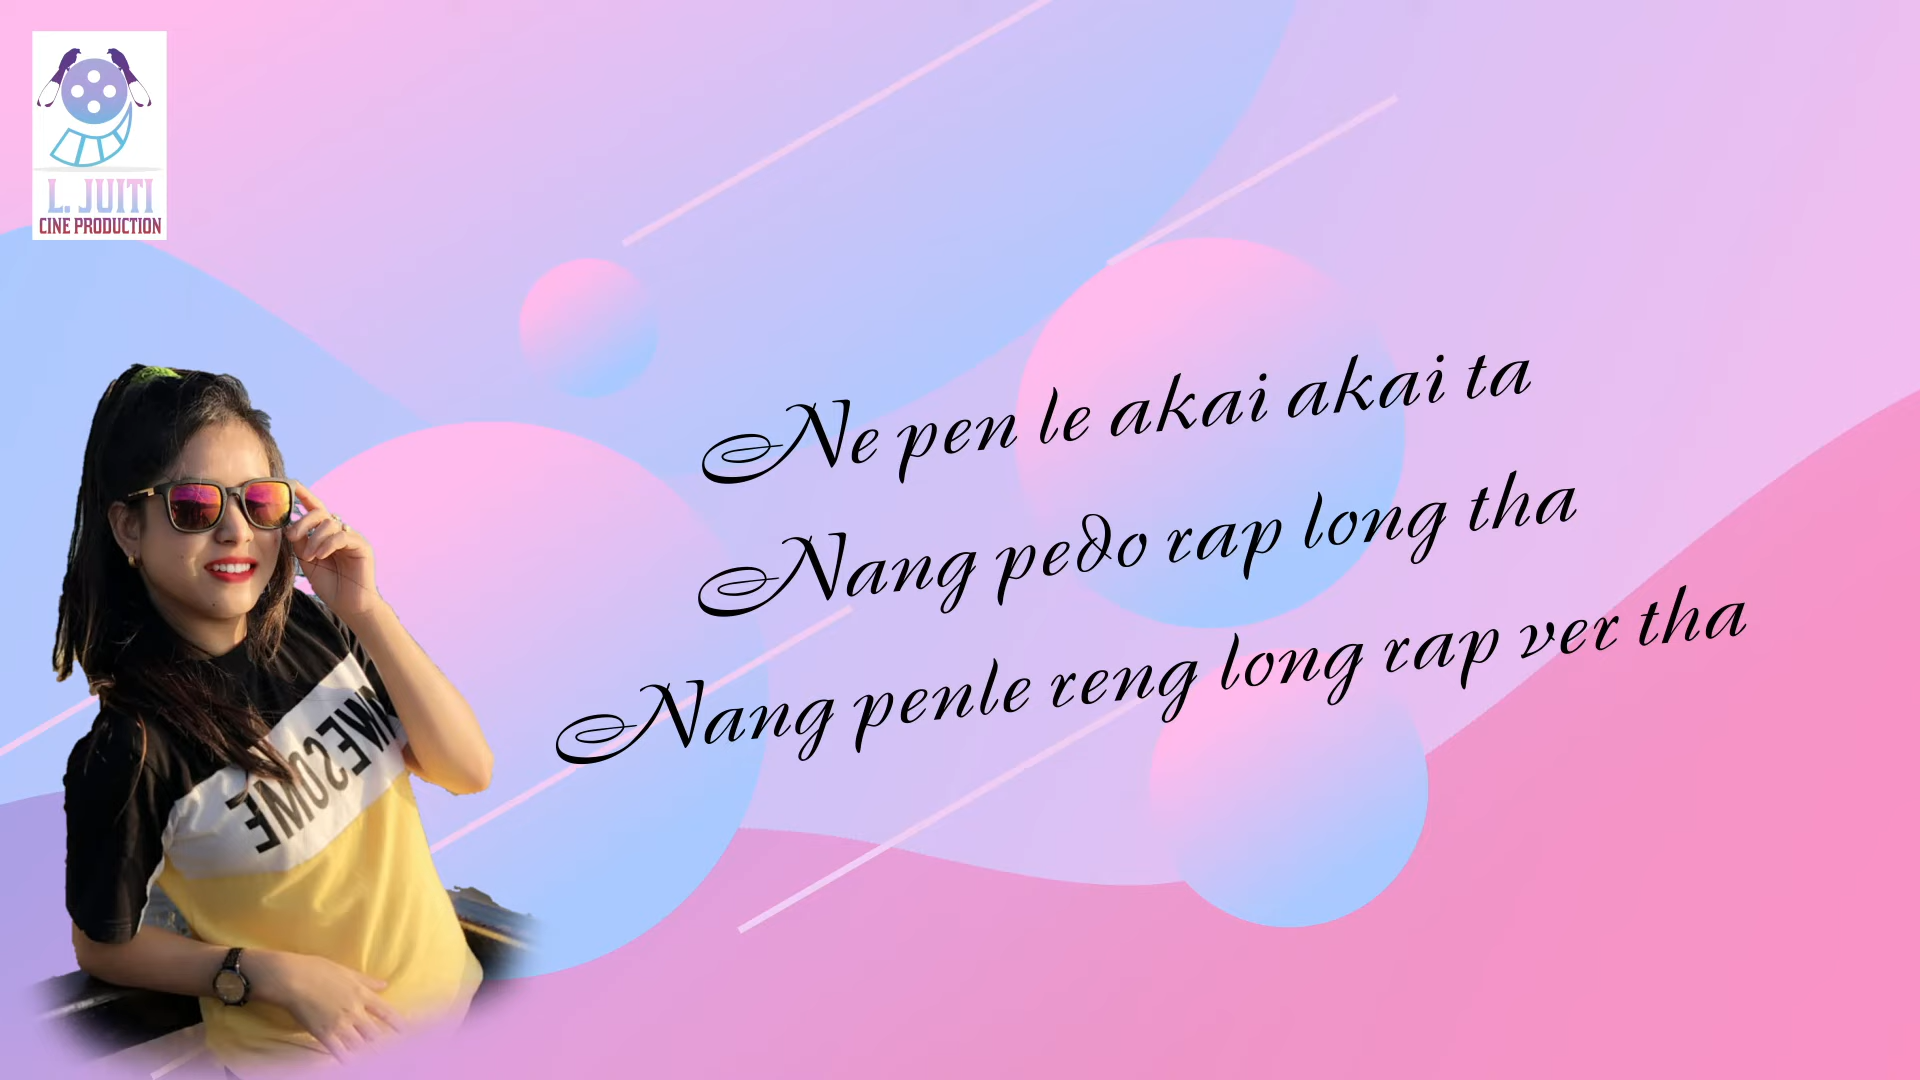 L. JUITI
CINE PRODUCTION
Ne pen le akai akai ta
Nang pedo rap long tha
Nang penle reng long rap ver tha
AWESOME